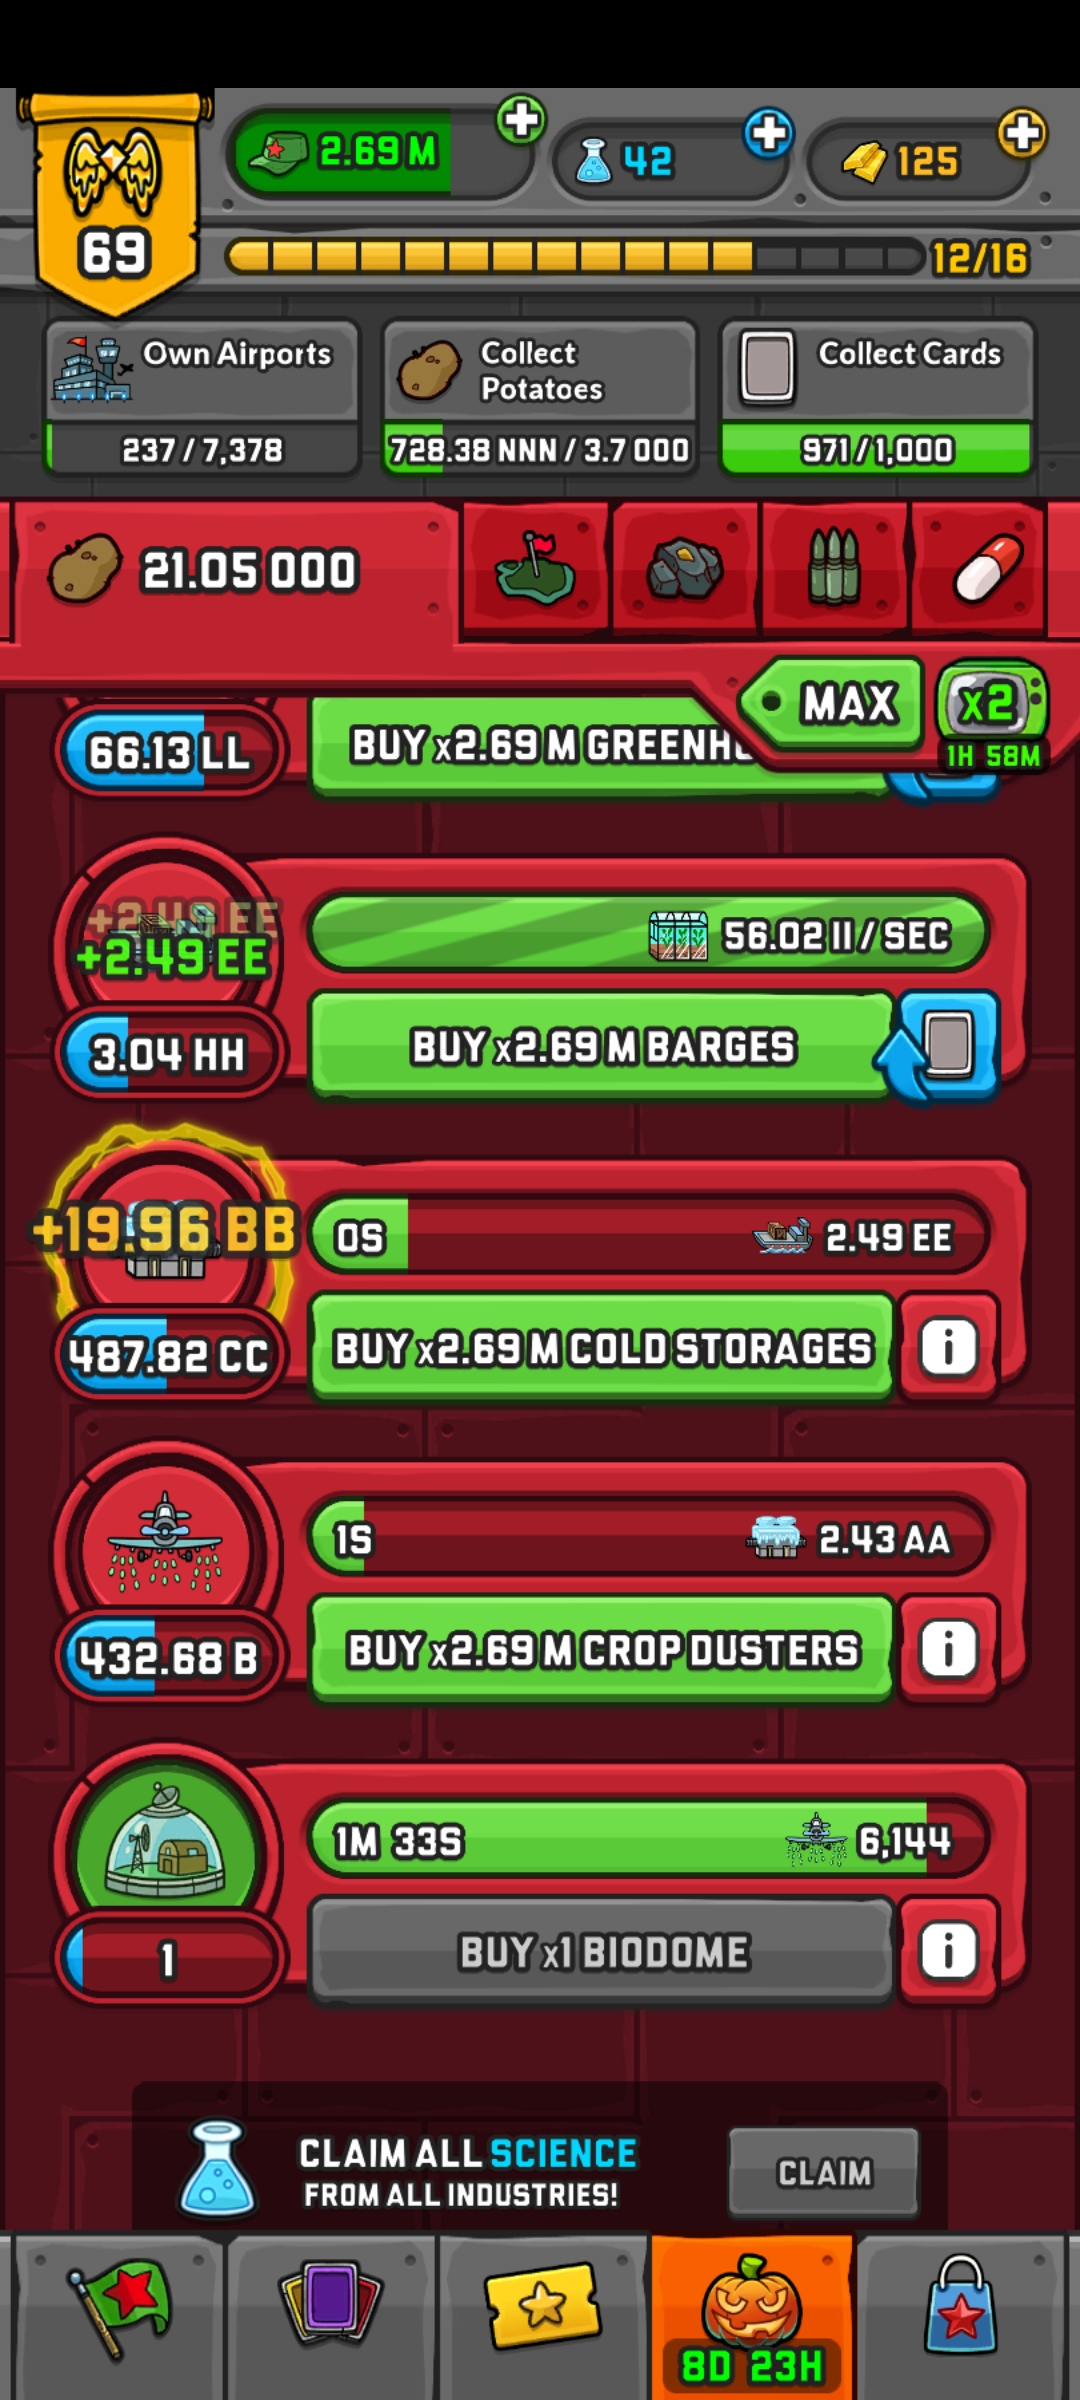 69
2.69 M
42
125
12/16
Own Airports
237 / 7,378
Collect
Potatoes
728.38 NNN / 3.7 OOO
Collect Cards
971 / 1,000
21.05 OOO
MAX
x2
1H 58M
66.13 LL
BUY x2.69 M GREENH
+2.49 EE
+2.49 EE
56.02 II / SEC
3.04 HH
BUY x2.69 M BARGES
+19.96 BB
0S
2.49 EE
487.82 CC
BUY x2.69 M COLD STORAGES
i
1S
2.43 AA
432.68 B
BUY x2.69 M CROP DUSTERS
i
1M 33S
6,144
1
BUY x1 BIODOME
i
CLAIM ALL SCIENCE
FROM ALL INDUSTRIES!
CLAIM
8D 23H